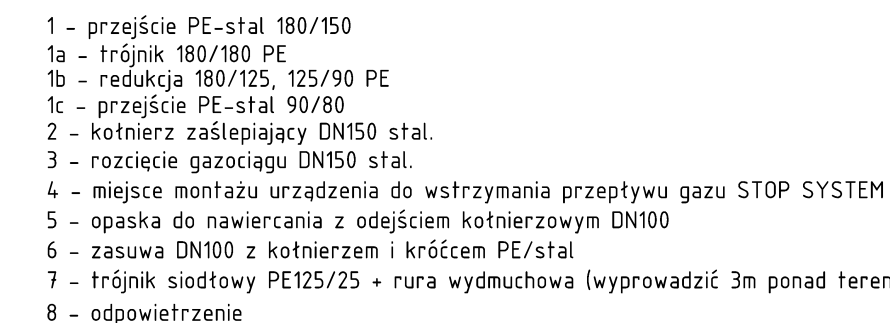 1 - przejście PE-stal 180/150
1a - trójnik 180/180 PE
1b - redukcja 180/125, 125/90 PE
1c - przejście PE-stal 90/80
2 - kołnierz zaślepiający DN150 stal.
3 - rozcięcie gazociągu DN150 stal.
4 - miejsce montażu urządzenia do wstrzymania przepływu gazu STOP SYSTEM
5 - opaska do nawiercania z odejściem kołnierzowym DN100
6 - zasuwa DN100 z kołnierzem i króćcem PE/stal
7 - trójnik siodłowy PE125/25 + rura wydmuchowa (wyprowadzić 3m ponad teren
8 - odpowietrzenie